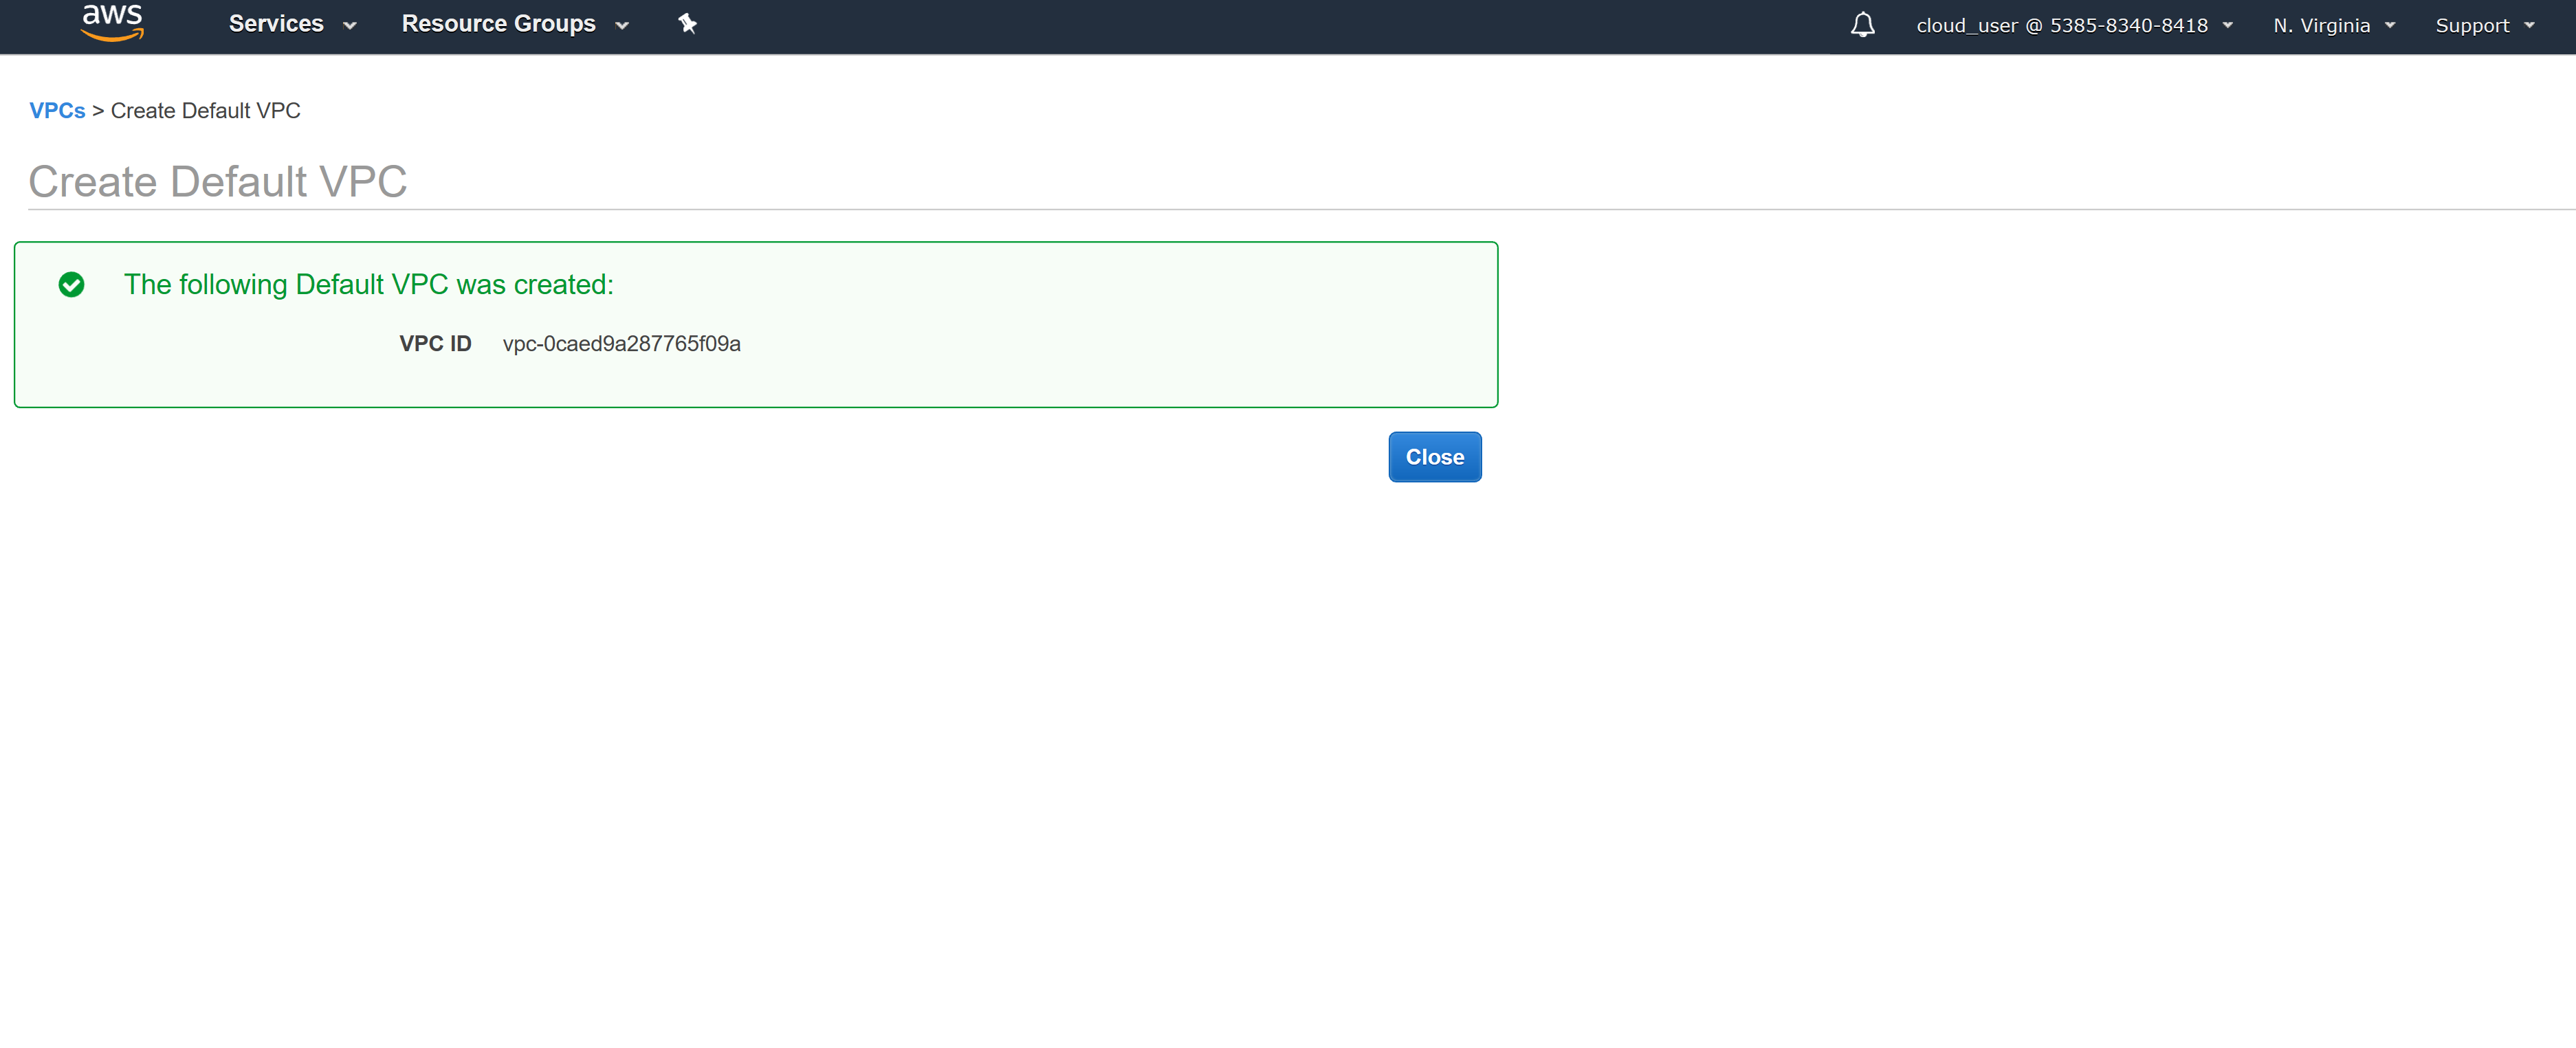 aws Services Resource Groups cloud_user @ 5385-8340-8418 N. Virginia Support
VPCs > Create Default VPC
Create Default VPC
The following Default VPC was created:
VPC ID vpc-0caed9a287765f09a
Close